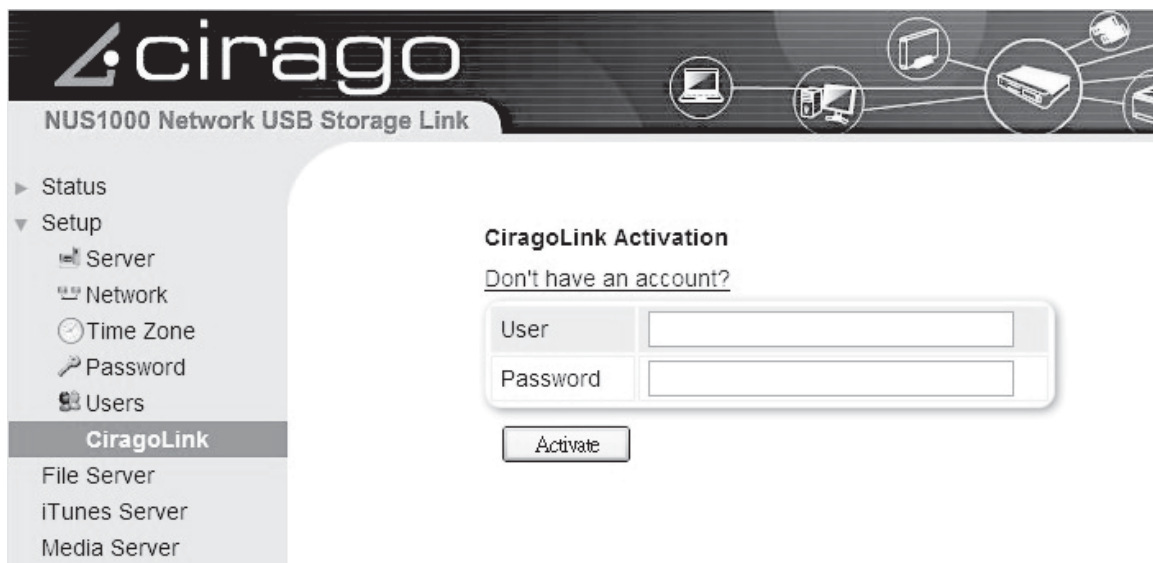 cirago
NUS1000 Network USB Storage Link
Status
Setup
Server
Network
Time Zone
Password
Users
CiragoLink
File Server
iTunes Server
Media Server
CiragoLink Activation
Don't have an account?
User
Password
Activate